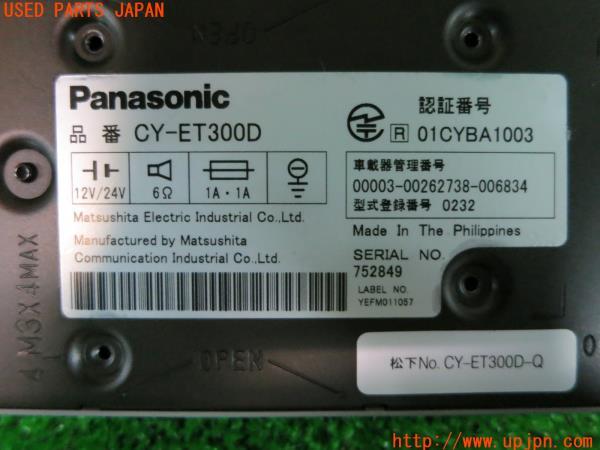 USED PARTS JAPAN
OPEN
Panasonic
品 番 CY-ET300D
12V/24V 6Ω 1A・1A
Matsushita Electric Industrial Co.,Ltd.
Manufactured by Matsushita
Communication Industrial Co.,Ltd.
認証番号
R 01CYBA1003
車載器管理番号
00003-00262738-006834
型式登録番号 0232
Made In The Philippines
SERIAL NO.
752849
LABEL NO.
YEFM011057
4 M3X4MAX
OPEN
松下No. CY-ET300D-Q
http://www.upjpn.com/